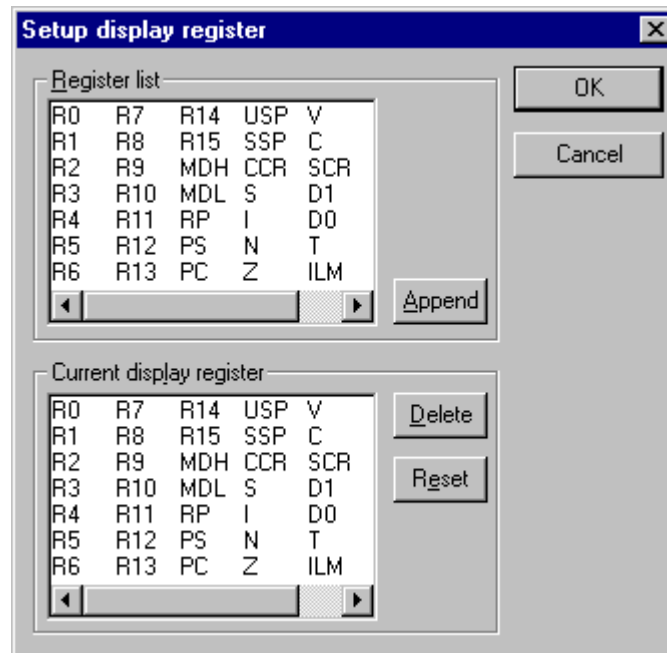 Setup display register
Register list
R0 R7 R14 USP V
R1 R8 R15 SSP C
R2 R9 MDH CCR SCR
R3 R10 MDL S D1
R4 R11 RP I D0
R5 R12 PS N T
R6 R13 PC Z ILM
OK
Cancel
Append
Current display register
R0 R7 R14 USP V
R1 R8 R15 SSP C
R2 R9 MDH CCR SCR
R3 R10 MDL S D1
R4 R11 RP I D0
R5 R12 PS N T
R6 R13 PC Z ILM
Delete
Reset